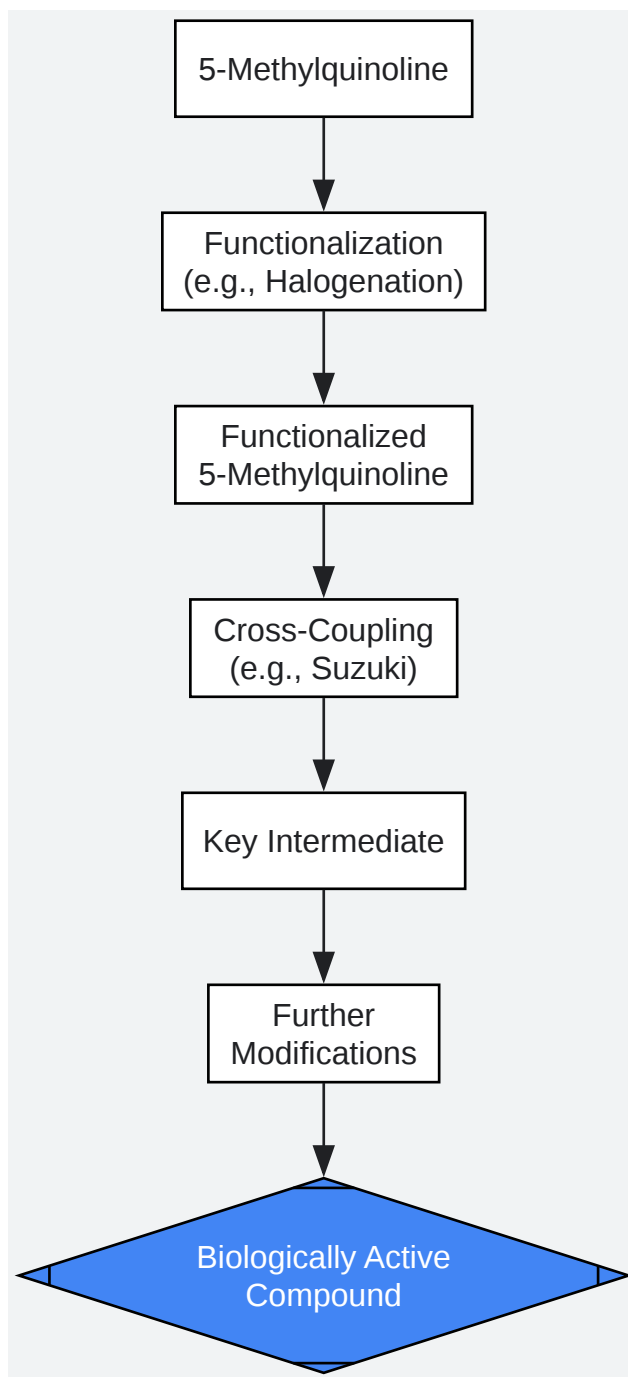 5-Methylquinoline
Functionalization
(e.g., Halogenation)
Functionalized
5-Methylquinoline
Cross-Coupling
(e.g., Suzuki)
Key Intermediate
Further
Modifications
Biologically Active
Compound